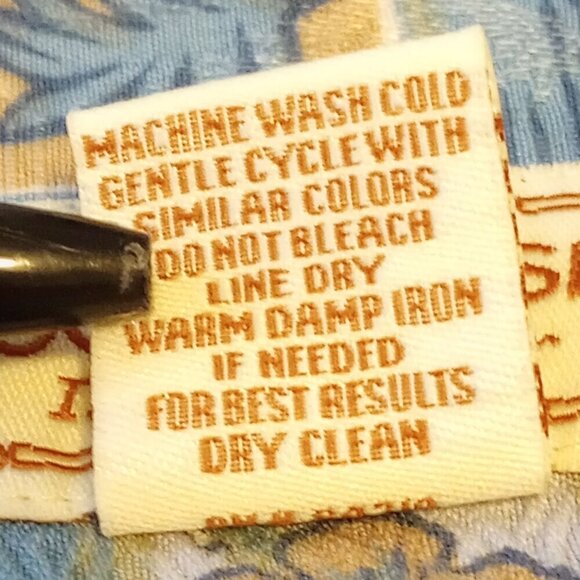 MACHINE WASH COLD
GENTLE CYCLE WITH
SIMILAR COLORS
DO NOT BLEACH
LINE DRY
WARM DAMP IRON
IF NEEDED
FOR BEST RESULTS
DRY CLEAN